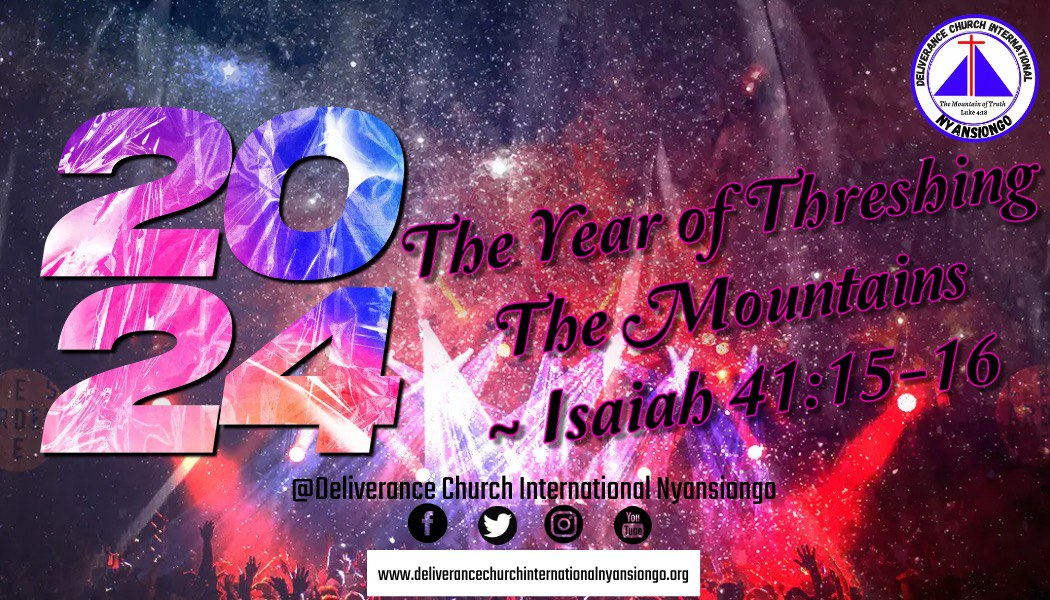 DELIVERANCE CHURCH INTERNATIONAL
The Mountain of Truth
Luke 4:18
NYANSIONGO
20
24
The Year of Threshing
The Mountains
~ Isaiah 41:15-16
@Deliverance Church International Nyansiongo
You
Tube
www.deliverancechurchinternationalnyansiongo.org